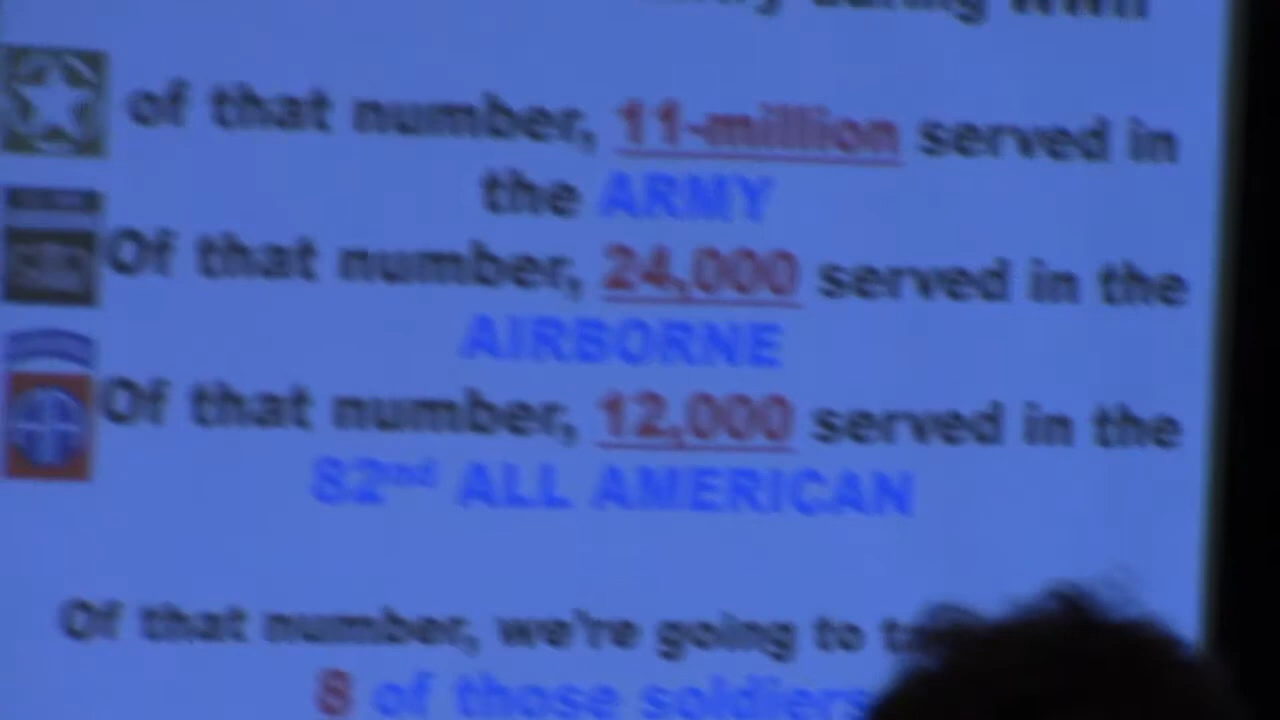 during WWII
of that number, 11-million served in
the ARMY
Of that number, 24,000 served in the
AIRBORNE
Of that number, 12,000 served in the
82nd ALL AMERICAN
Of that number, we're going to
8 of those soldiers